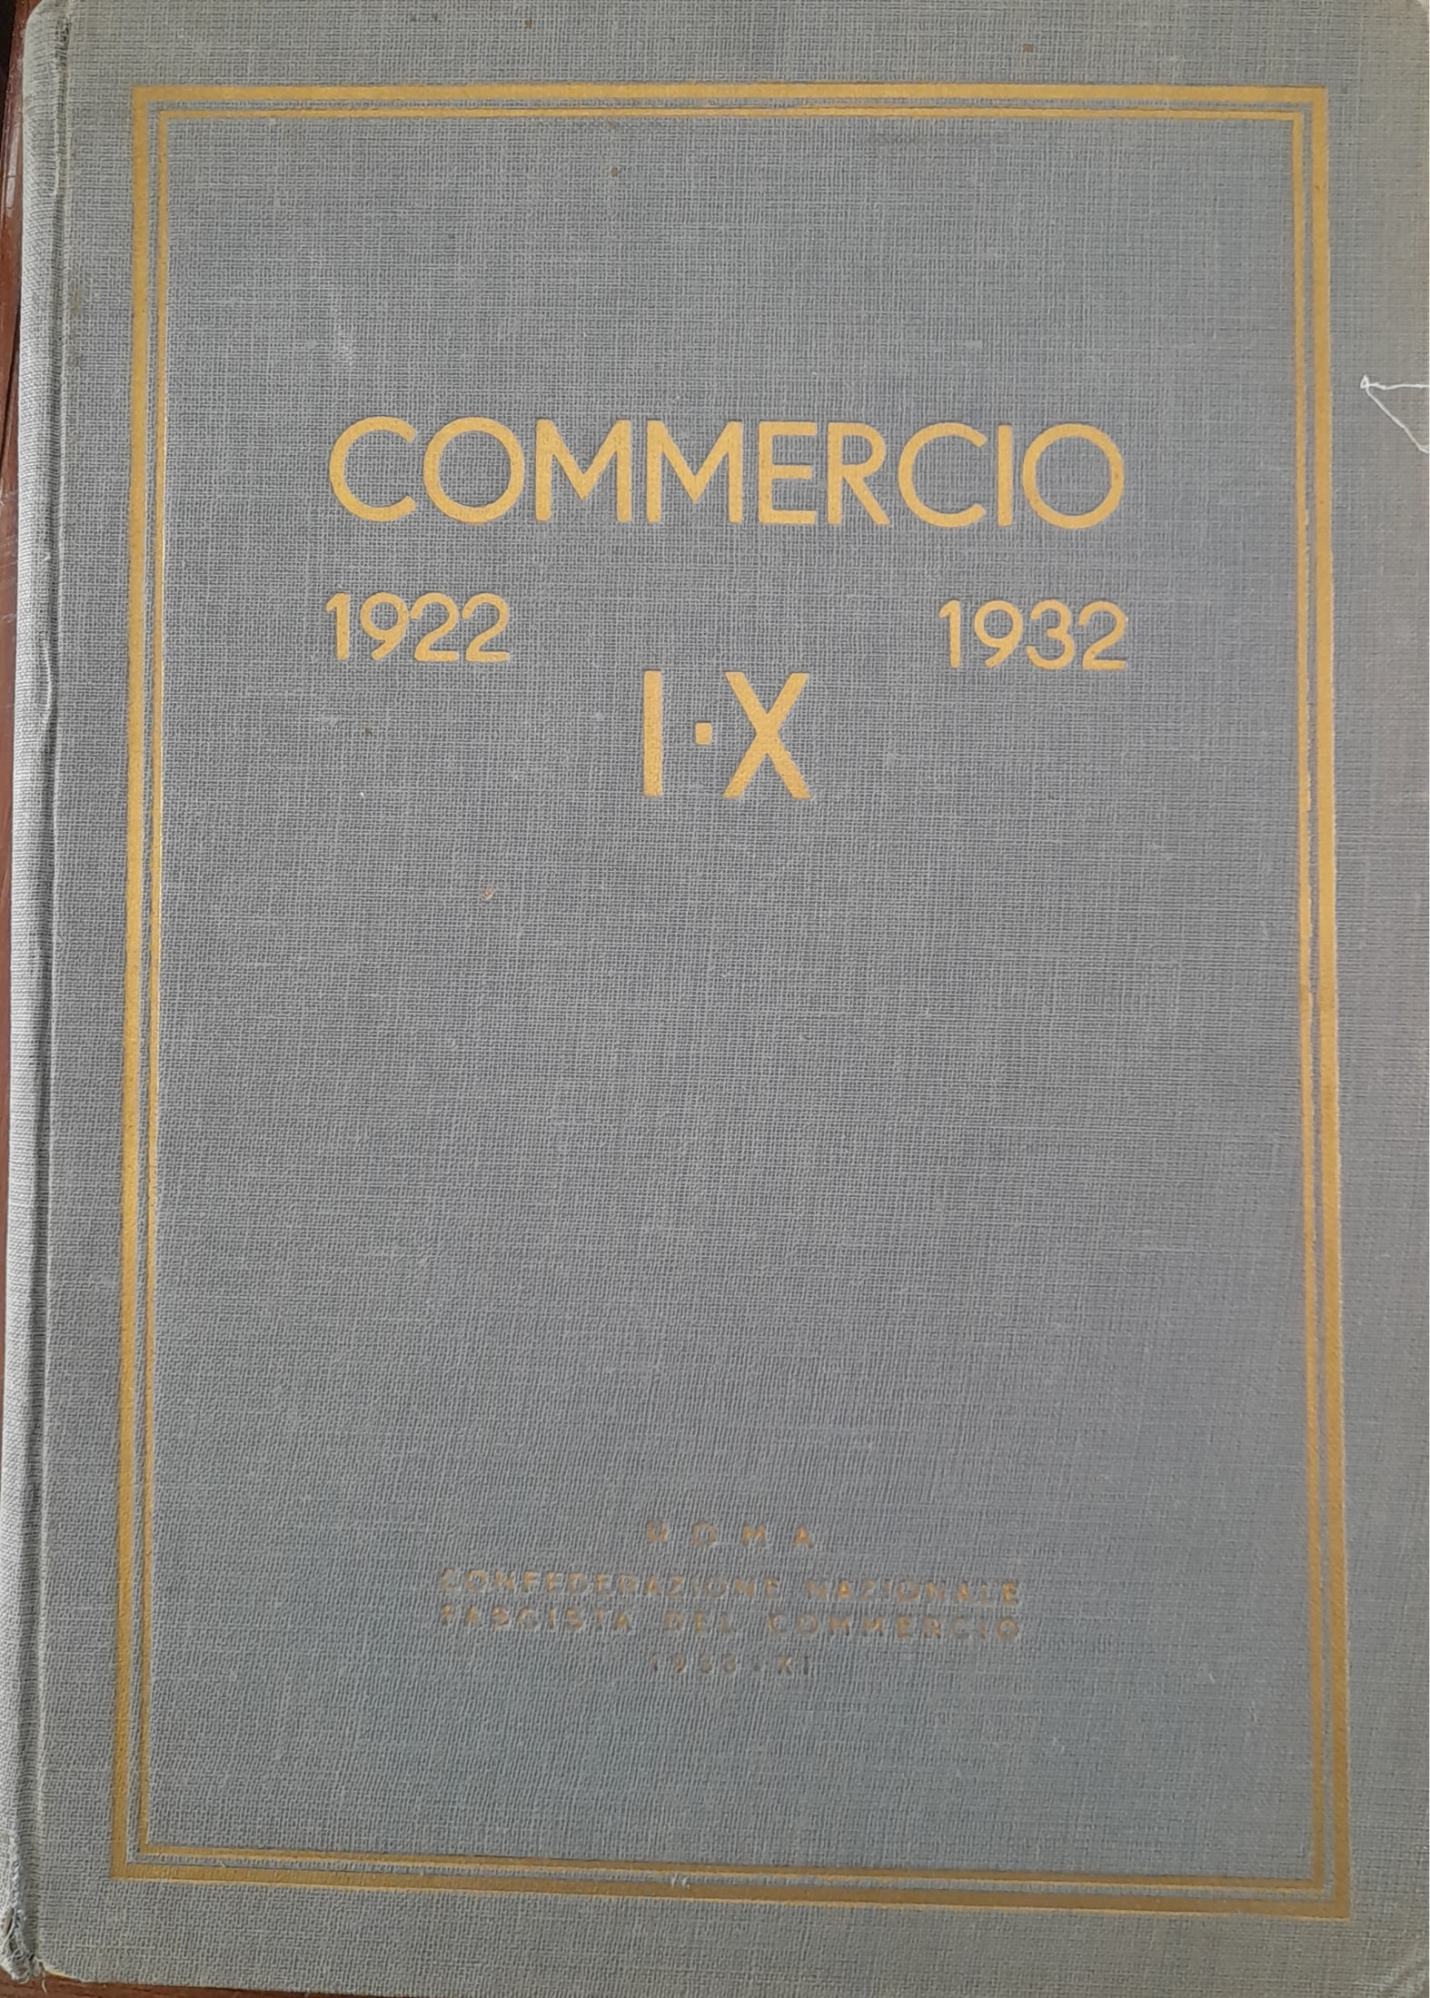 COMMERCIO
1922 1932
I·X
ROMA
CONFEDERAZIONE NAZIONALE
FASCISTA DEL COMMERCIO
1933·XI